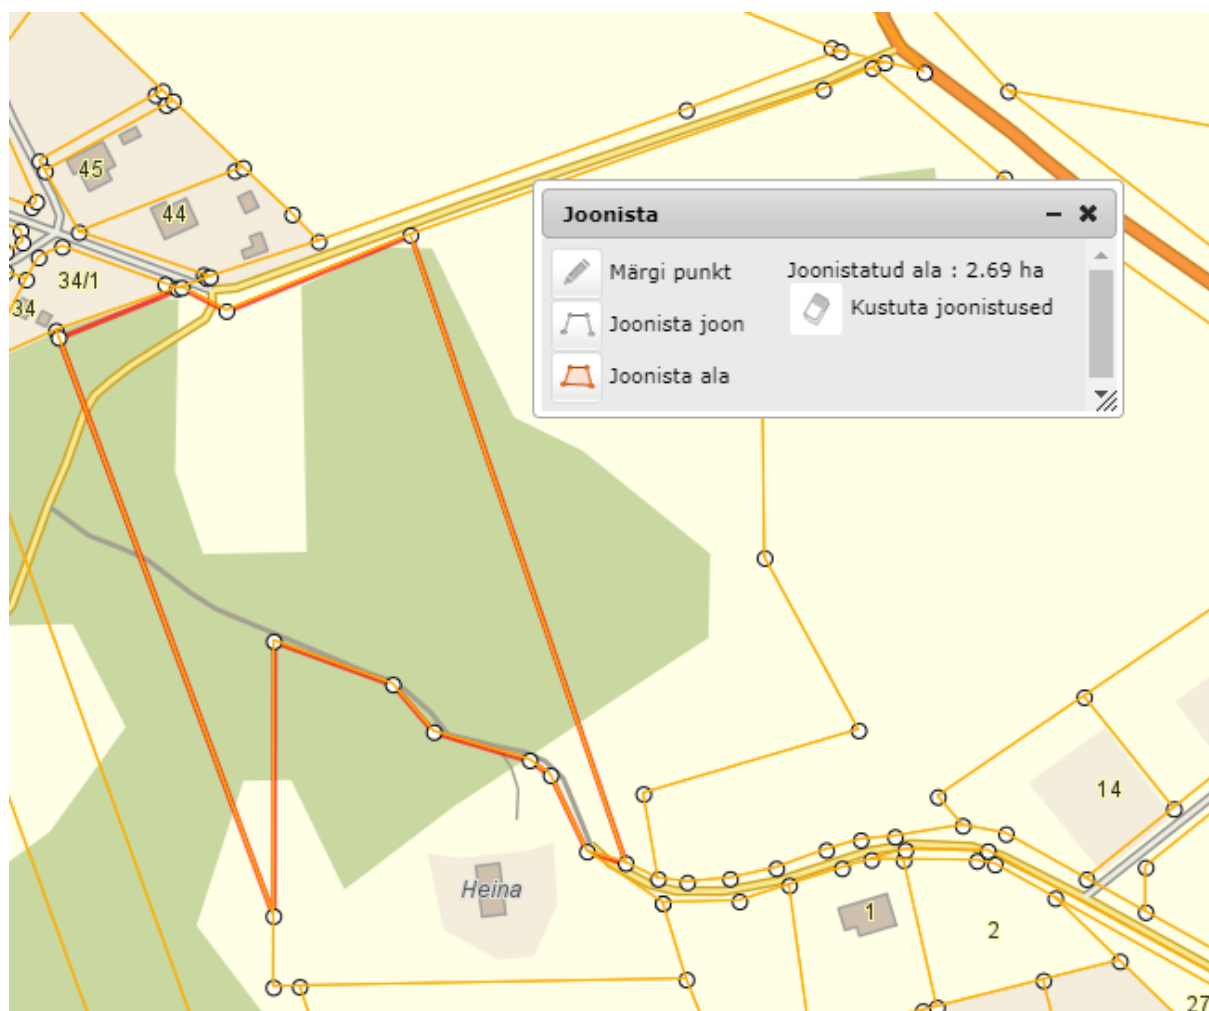 45
44
34/1
34
Joonista
Märgi punkt
Joonistatud ala : 2.69 ha
Kustuta joonistused
Joonista joon
Joonista ala
14
Heina
1
2
27